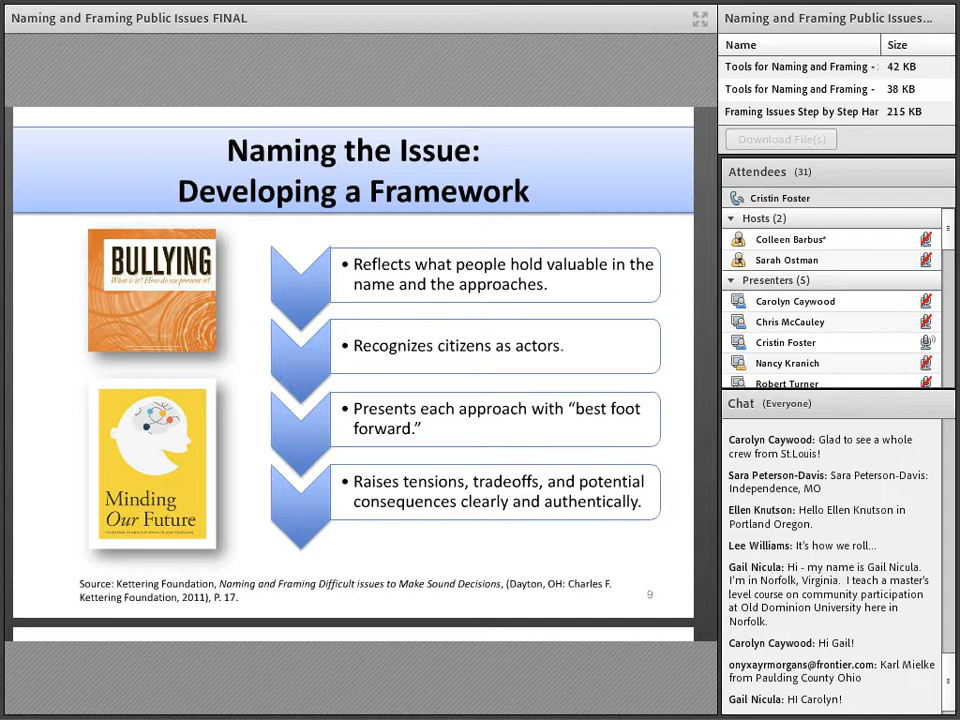 Naming and Framing Public Issues FINAL
Naming the Issue:
Developing a Framework
BULLYING
What is it? How do we prevent it?
Minding
Our Future
• Reflects what people hold valuable in the
name and the approaches.
• Recognizes citizens as actors.
• Presents each approach with “best foot
forward.”
• Raises tensions, tradeoffs, and potential
consequences clearly and authentically.
Source: Kettering Foundation, Naming and Framing Difficult issues to Make Sound Decisions, (Dayton, OH: Charles F.
Kettering Foundation, 2011), P. 17.
9
Naming and Framing Public Issues...
Name Size
Tools for Naming and Framing - 42 KB
Tools for Naming and Framing - 38 KB
Framing Issues Step by Step Har 215 KB
Download File(s)
Attendees (31)
Cristin Foster
Hosts (2)
Colleen Barbus*
Sarah Ostman
Presenters (5)
Carolyn Caywood
Chris McCauley
Cristin Foster
Nancy Kranich
Robert Turner
Chat (Everyone)
Carolyn Caywood: Glad to see a whole
crew from St.Louis!
Sara Peterson-Davis: Sara Peterson-Davis:
Independence, MO
Ellen Knutson: Hello Ellen Knutson in
Portland Oregon.
Lee Williams: It's how we roll...
Gail Nicula: Hi - my name is Gail Nicula.
I'm in Norfolk, Virginia. I teach a master's
level course on community participation
at Old Dominion University here in
Norfolk.
Carolyn Caywood: Hi Gail!
onyxayrmorgans@frontier.com: Karl Mielke
from Paulding County Ohio
Gail Nicula: HI Carolyn!